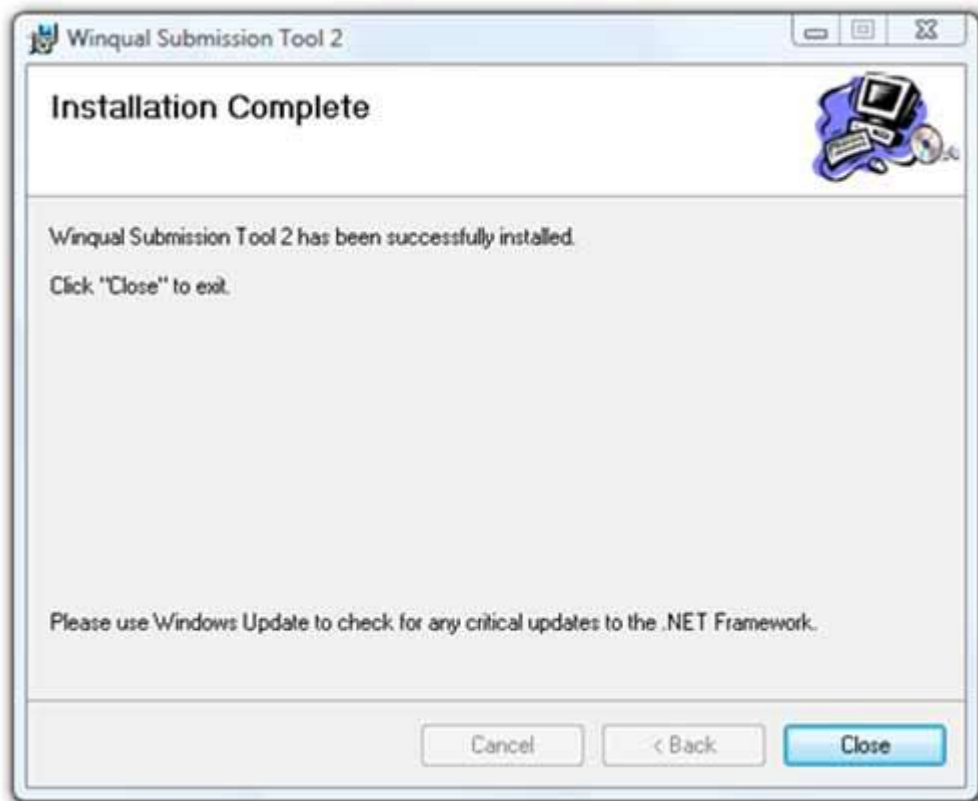 Winqual Submission Tool 2
Installation Complete
Winqual Submission Tool 2 has been successfully installed.
Click "Close" to exit.
Please use Windows Update to check for any critical updates to the .NET Framework.
Cancel
< Back
Close